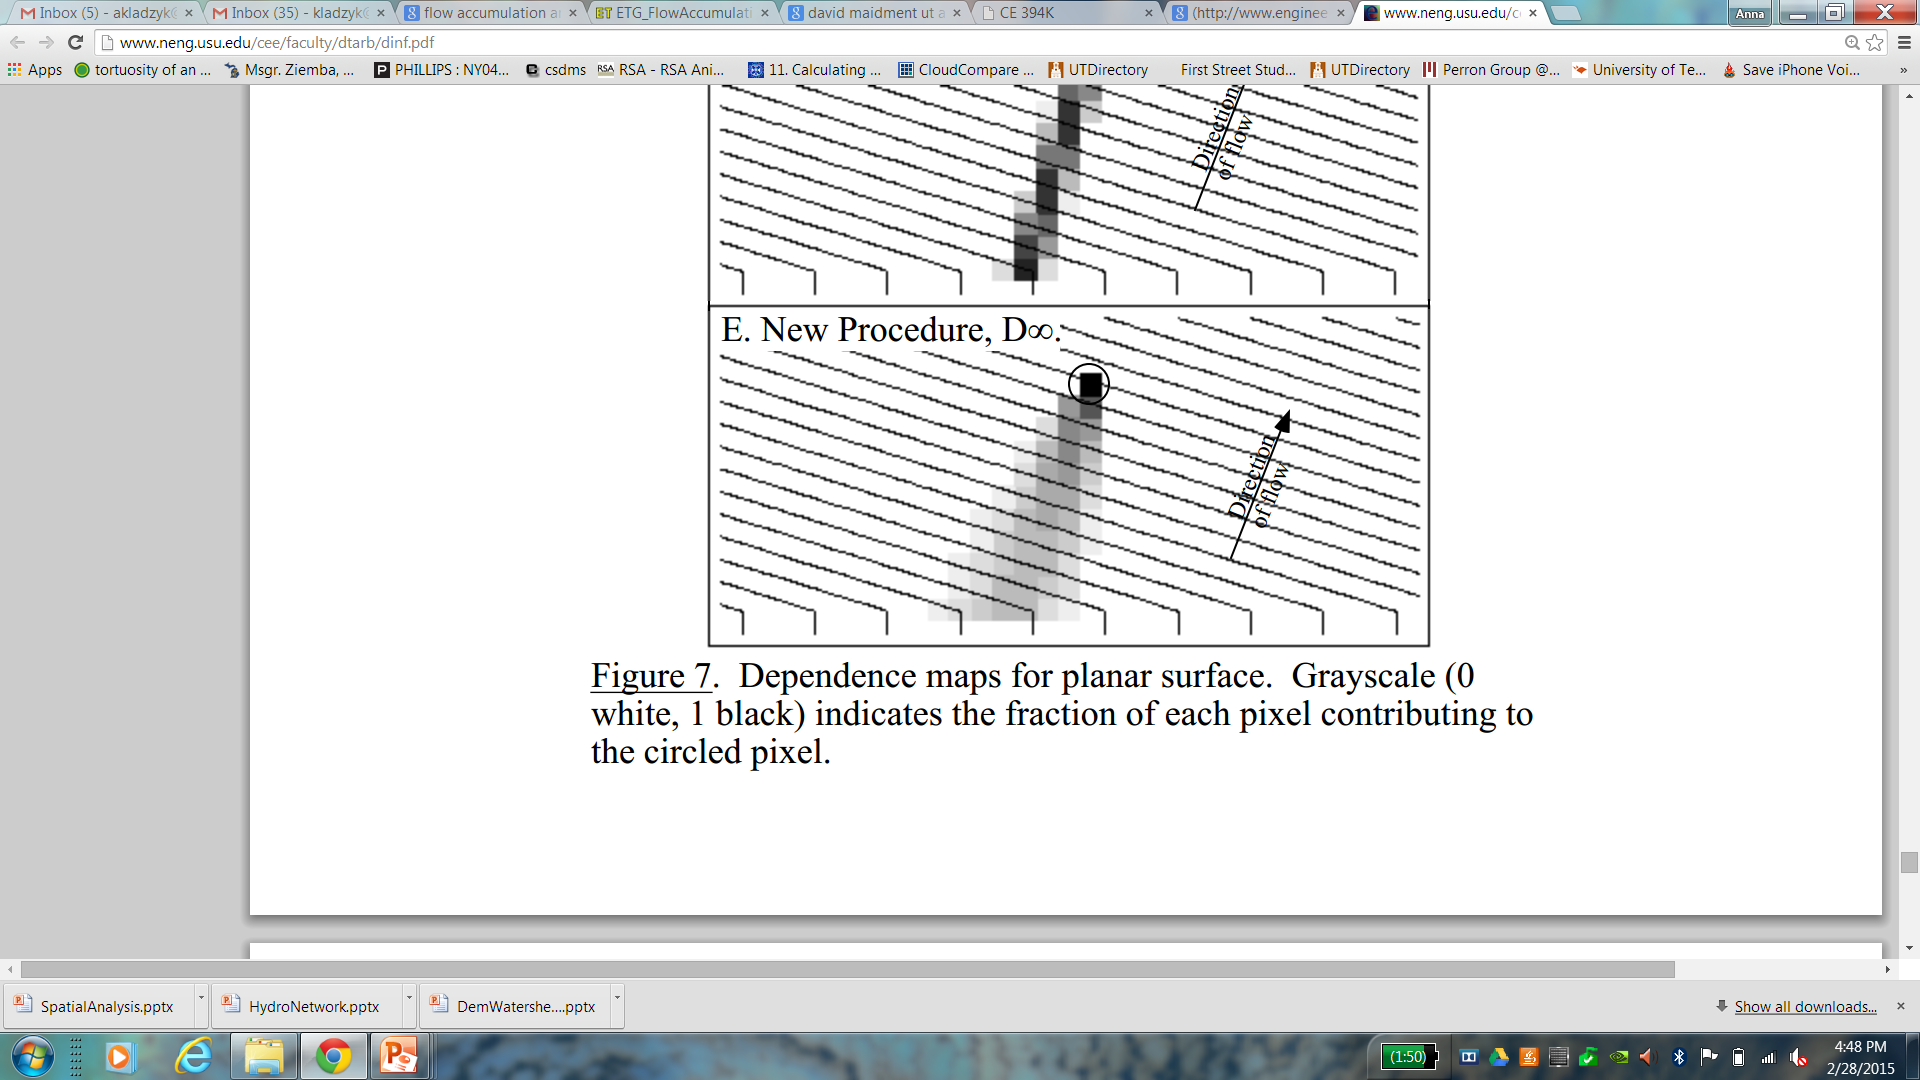 Inbox (5) - akladzyk@
Inbox (35) - kladzyk@
flow accumulation a
ETG_FlowAccumulati
david maidment ut a
CE 394K
(http://www.enginee
www.neng.usu.edu/c
Anna
www.neng.usu.edu/cee/faculty/dtarb/dinf.pdf
Apps
tortuosity of an ...
Msgr. Ziemba, ...
PHILLIPS : NY04...
csdms
RSA - RSA Ani...
11. Calculating ...
CloudCompare ...
UTDirectory
First Street Stud...
UTDirectory
Perron Group @...
University of Te...
Save iPhone Voi...
»
Direction
of flow
E. New Procedure, D∞.
Direction
of flow
Figure 7. Dependence maps for planar surface. Grayscale (0
white, 1 black) indicates the fraction of each pixel contributing to
the circled pixel.
SpatialAnalysis.pptx
HydroNetwork.pptx
DemWatershe....pptx
Show all downloads...
(1:50)
4:48 PM
2/28/2015